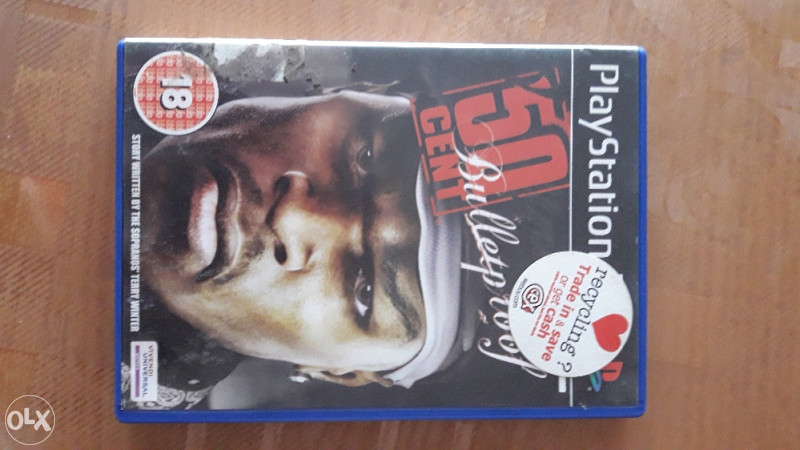 PlayStation
50
CENT
Bulletproof
recycling?
Trade in & save
or get cash
18
STORY WRITTEN BY THE SOPRANOS' TERRY WINTER
VIVENDI
UNIVERSAL
OLX